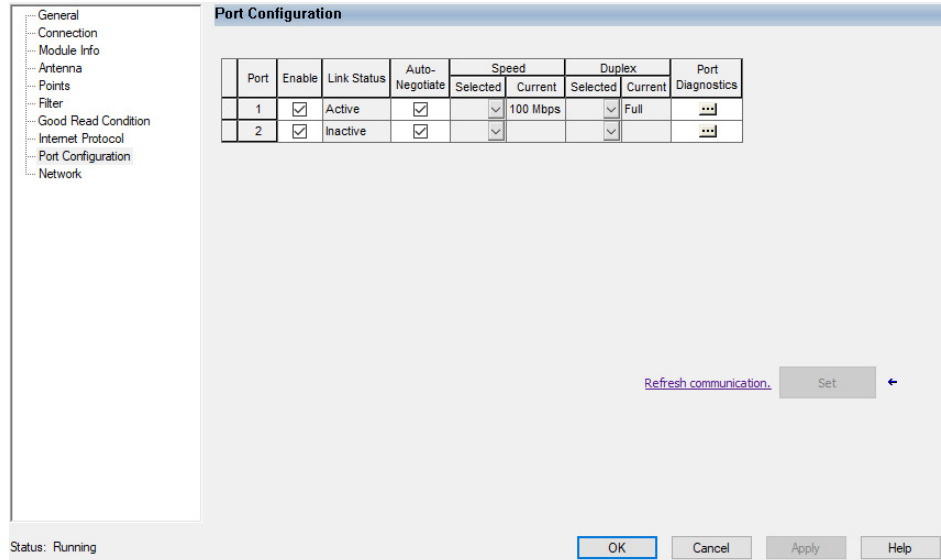 General
Connection
Module Info
Antenna
Points
Filter
Good Read Condition
Internet Protocol
Port Configuration
Network
Port Configuration
Port Enable Link Status Auto-Negotiate Speed Duplex Port Diagnostics
Selected Current Selected Current
1 Active 100 Mbps Full ...
2 Inactive ...
Refresh communication. Set
Status: Running OK Cancel Apply Help